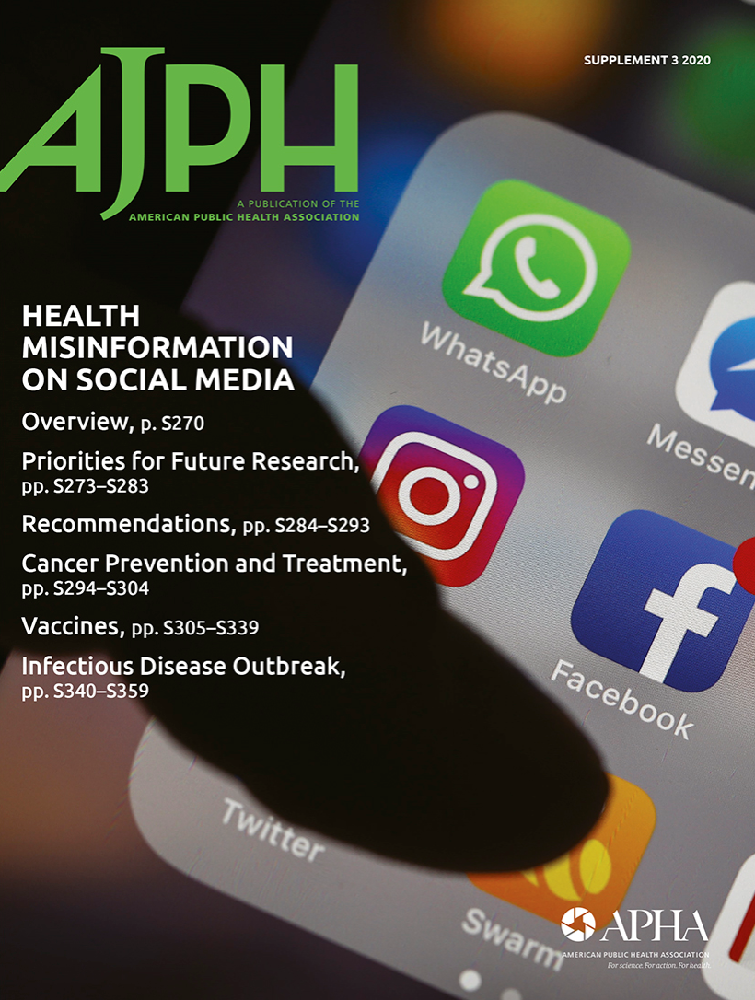 SUPPLEMENT 3 2020
AJPH
A PUBLICATION OF THE
AMERICAN PUBLIC HEALTH ASSOCIATION
HEALTH
MISINFORMATION
ON SOCIAL MEDIA
Overview, p. S270
Priorities for Future Research,
pp. S273–S283
Recommendations, pp. S284–S293
Cancer Prevention and Treatment,
pp. S294–S304
Vaccines, pp. S305–S339
Infectious Disease Outbreak,
pp. S340–S359
WhatsApp
Messen
Facebook
Twitter
Swarm
APHA
AMERICAN PUBLIC HEALTH ASSOCIATION
For science. For action. For health.